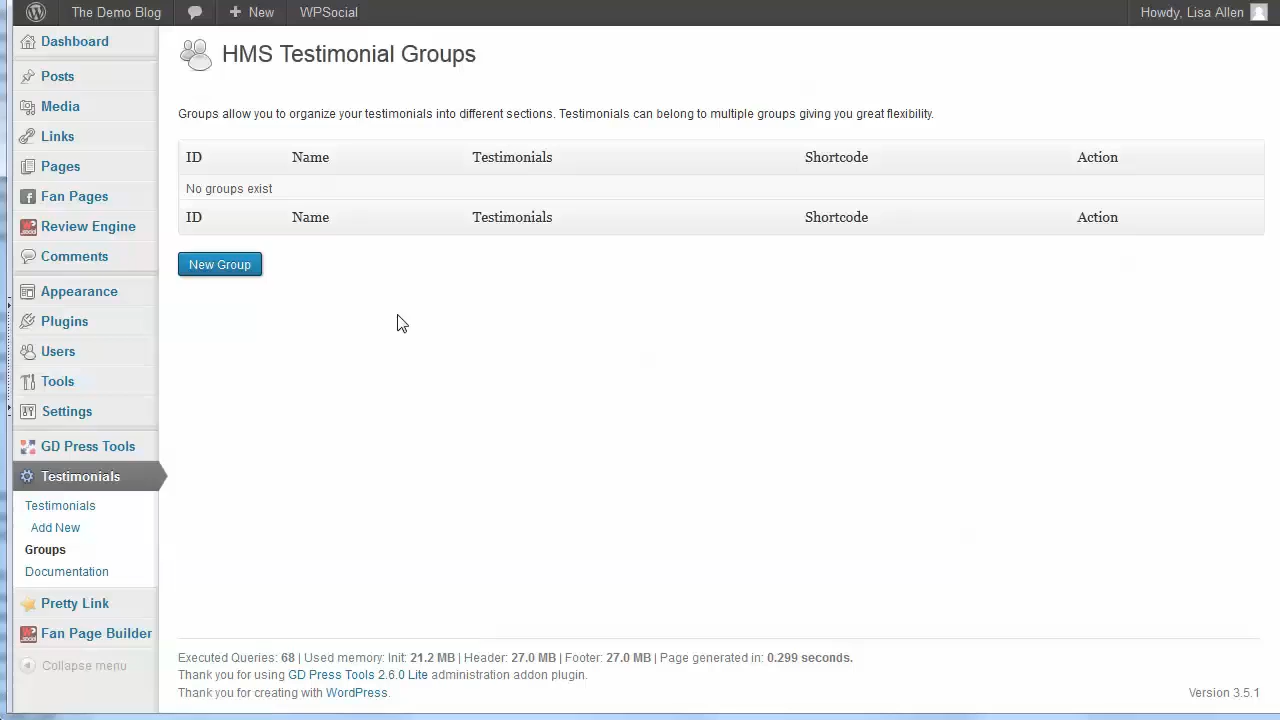 The Demo Blog New WPSocial Howdy, Lisa Allen
Dashboard
Posts
Media
Links
Pages
Fan Pages
Review Engine
Comments
Appearance
Plugins
Users
Tools
Settings
GD Press Tools
Testimonials
Testimonials
Add New
Groups
Documentation
Pretty Link
Fan Page Builder
Collapse menu
HMS Testimonial Groups
Groups allow you to organize your testimonials into different sections. Testimonials can belong to multiple groups giving you great flexibility.
ID Name Testimonials Shortcode Action
No groups exist
ID Name Testimonials Shortcode Action
New Group
Executed Queries: 68 | Used memory: Init: 21.2 MB | Header: 27.0 MB | Footer: 27.0 MB | Page generated in: 0.299 seconds.
Thank you for using GD Press Tools 2.6.0 Lite administration addon plugin.
Thank you for creating with WordPress. Version 3.5.1